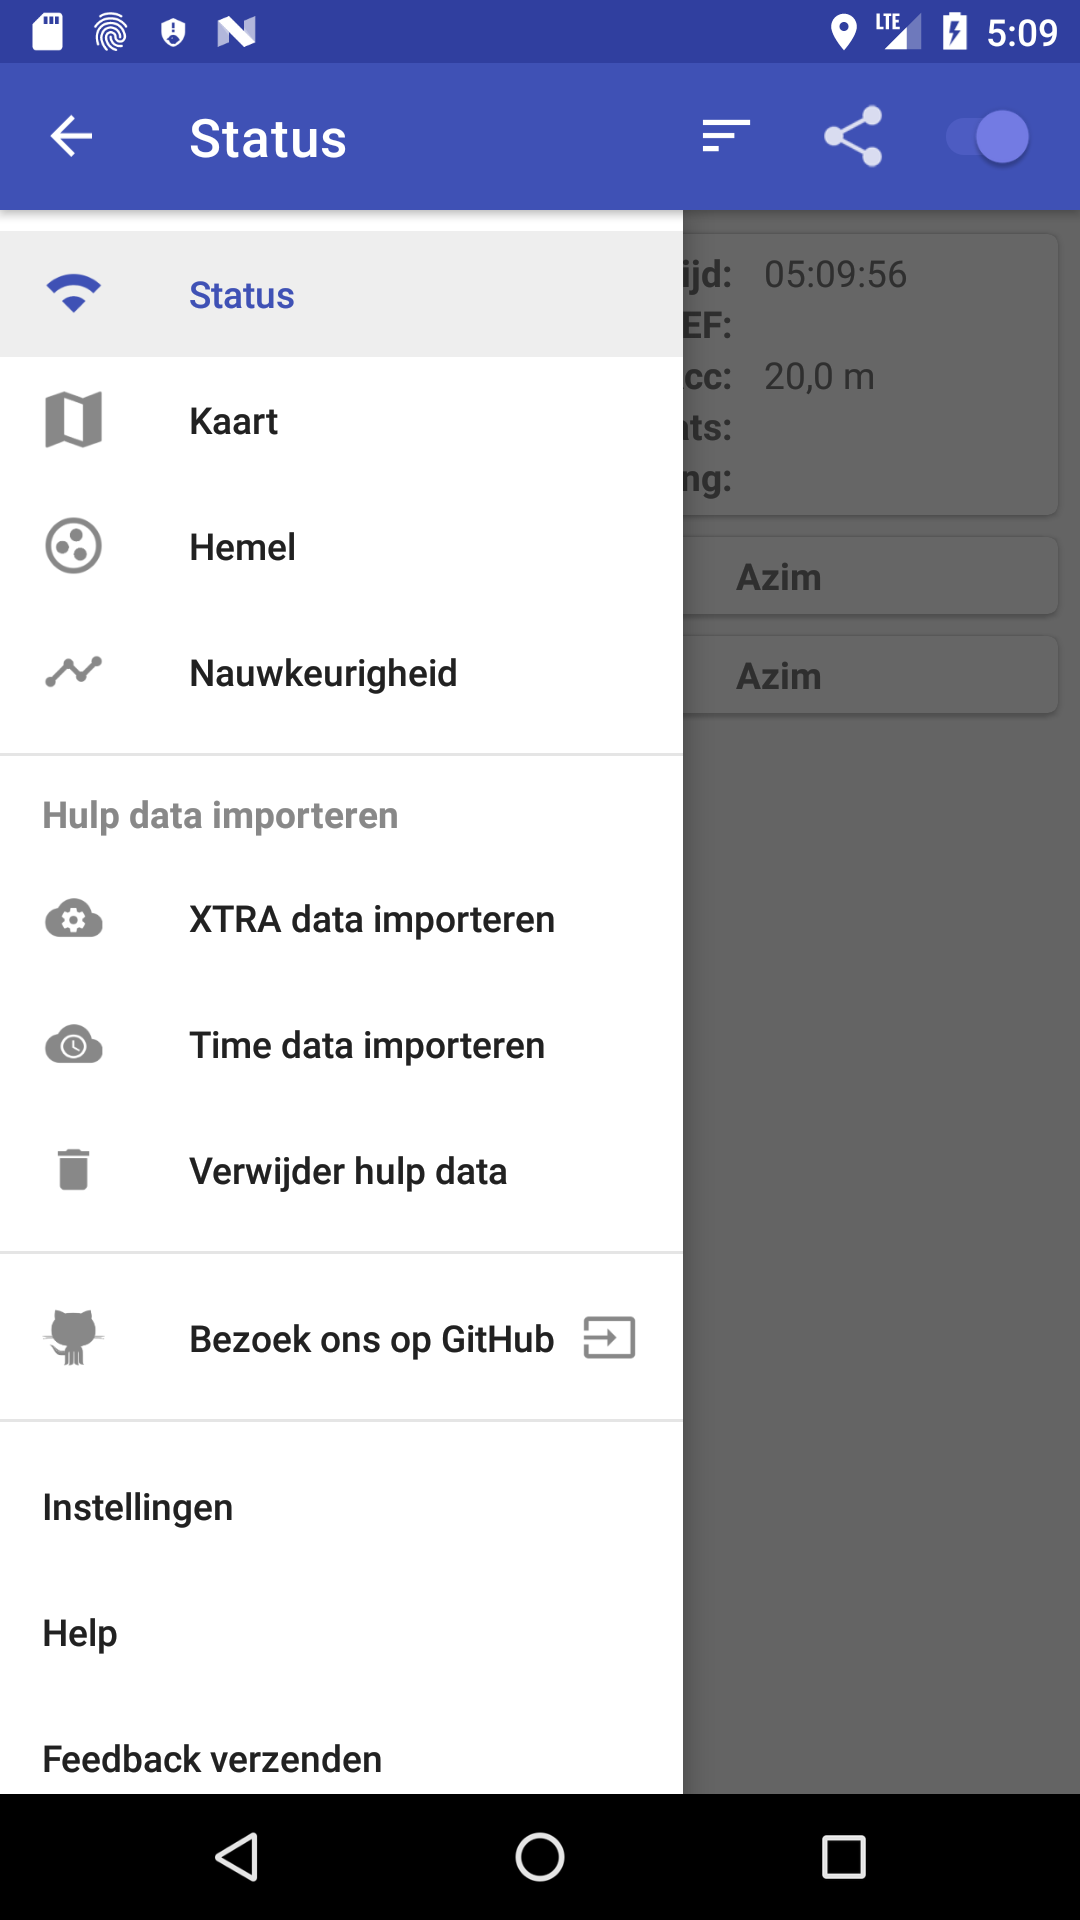 LTE 5:09
Status
Status
Kaart
Hemel
Nauwkeurigheid
Hulp data importeren
XTRA data importeren
Time data importeren
Verwijder hulp data
Bezoek ons op GitHub
Instellingen
Help
Feedback verzenden
ijd: 05:09:56
EF:
cc: 20,0 m
ts:
ng:
Azim
Azim